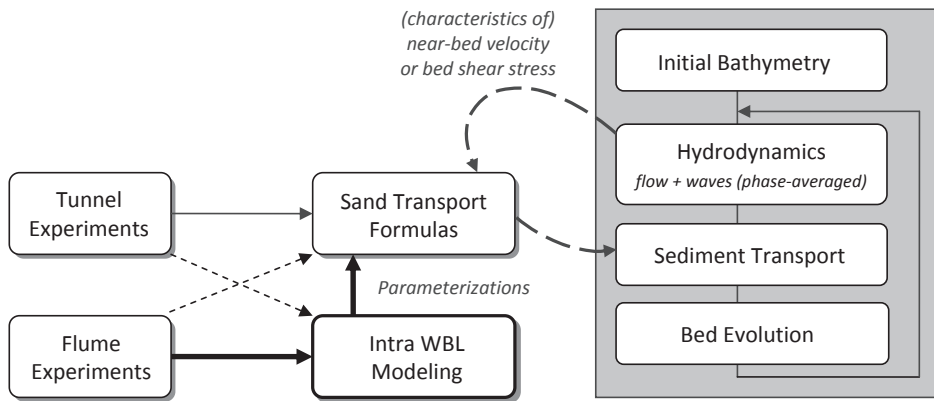 (characteristics of)
near-bed velocity
or bed shear stress
Initial Bathymetry
Hydrodynamics
flow + waves (phase-averaged)
Tunnel
Experiments
Sand Transport
Formulas
Sediment Transport
Parameterizations
Flume
Experiments
Intra WBL
Modeling
Bed Evolution